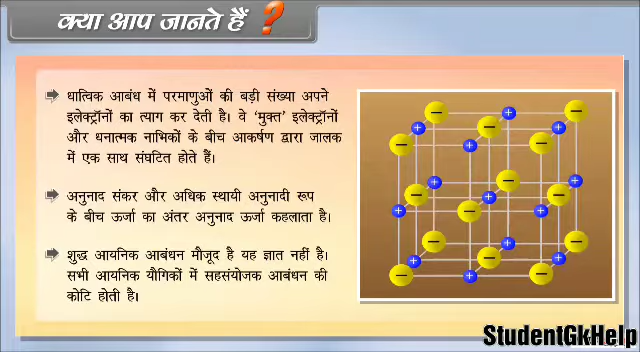 क्या आप जानते हैं ?
धात्विक आबंध में परमाणुओं की बड़ी संख्या अपने
इलेक्ट्रॉनों का त्याग कर देती है। वे 'मुक्त' इलेक्ट्रॉनों
और धनात्मक नाभिकों के बीच आकर्षण द्वारा जालक
में एक साथ संघटित होते हैं।
अनुनाद संकर और अधिक स्थायी अनुनादी रूप
के बीच ऊर्जा का अंतर अनुनाद ऊर्जा कहलाता है।
शुद्ध आयनिक आबंधन मौजूद है यह ज्ञात नहीं है।
सभी आयनिक यौगिकों में सहसंयोजक आबंधन की
कोटि होती है।
StudentGkHelp